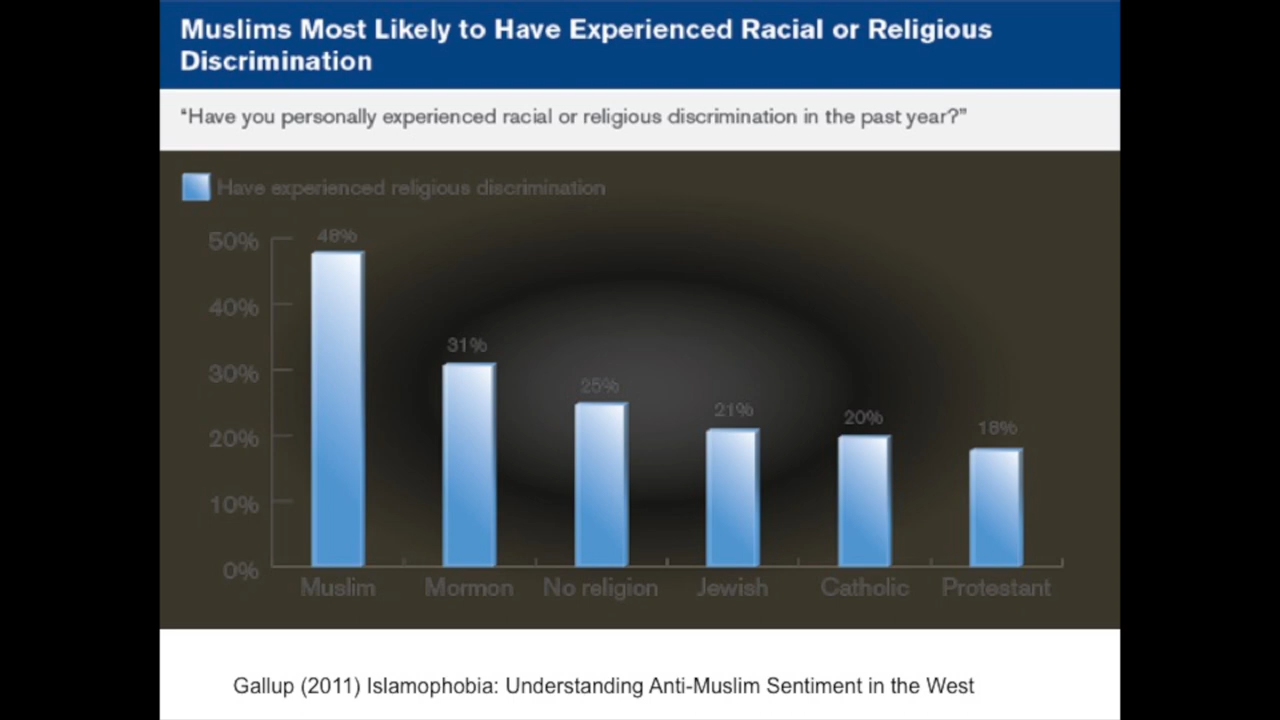 Muslims Most Likely to Have Experienced Racial or Religious
Discrimination
“Have you personally experienced racial or religious discrimination in the past year?”
Have experienced religious discrimination
50%
40%
30%
20%
10%
0%
48%
31%
25%
21%
20%
18%
Muslim Mormon No religion Jewish Catholic Protestant
Gallup (2011) Islamophobia: Understanding Anti-Muslim Sentiment in the West